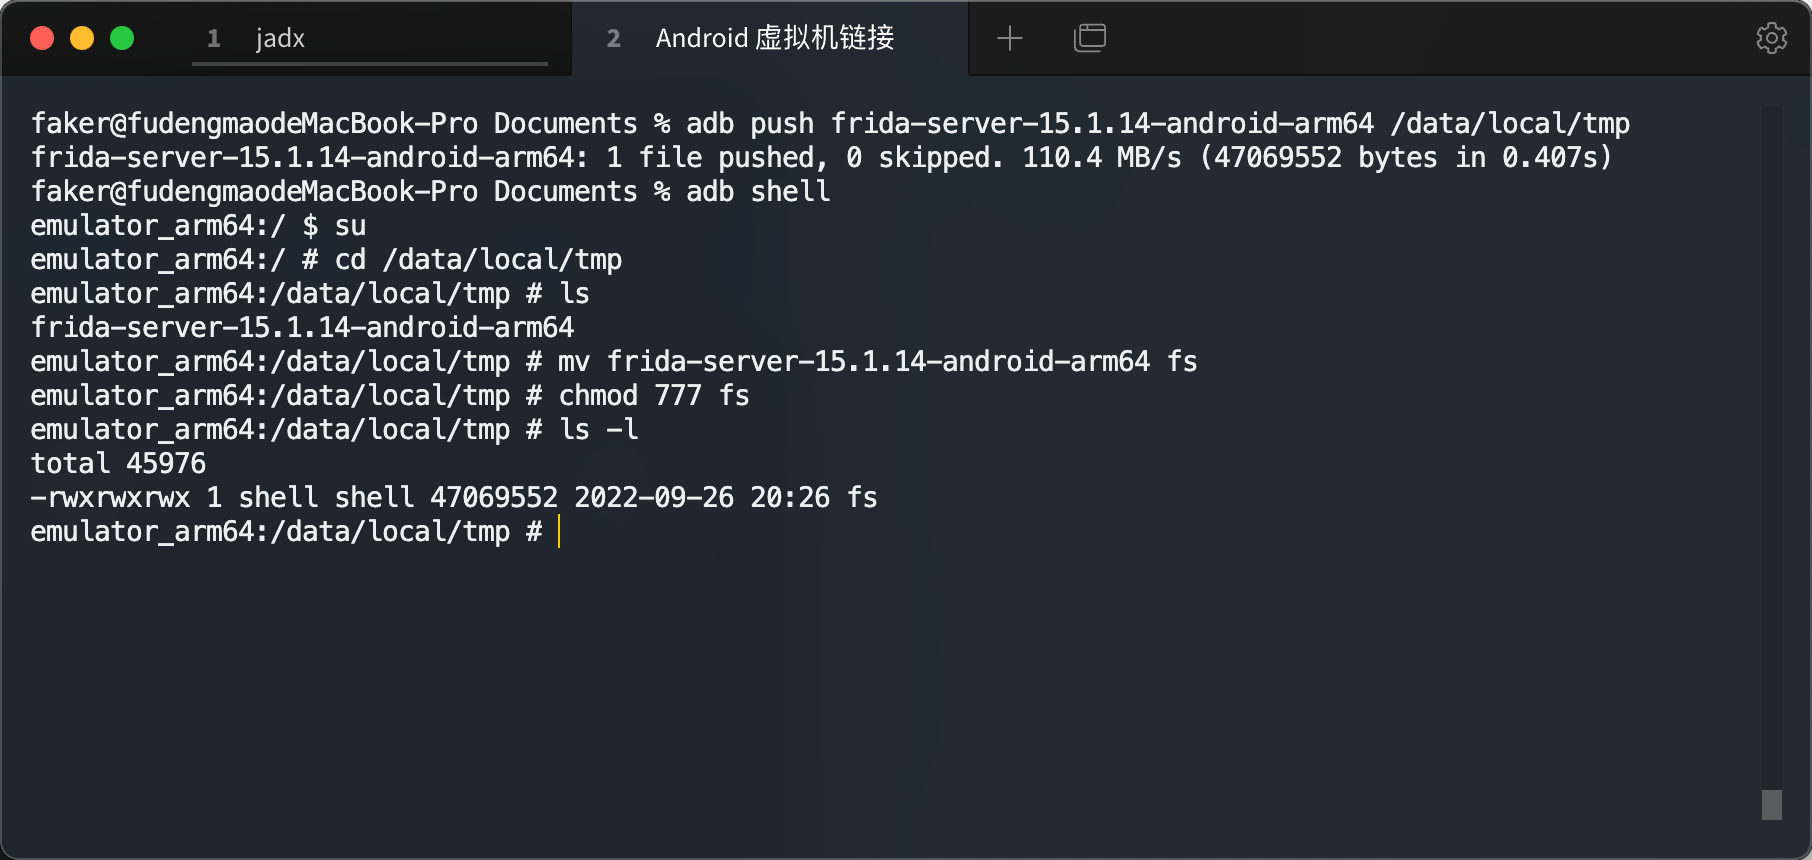 1 jadx 2 Android 虚拟机链接
faker@fudengmaodeMacBook-Pro Documents % adb push frida-server-15.1.14-android-arm64 /data/local/tmp
frida-server-15.1.14-android-arm64: 1 file pushed, 0 skipped. 110.4 MB/s (47069552 bytes in 0.407s)
faker@fudengmaodeMacBook-Pro Documents % adb shell
emulator_arm64:/ $ su
emulator_arm64:/ # cd /data/local/tmp
emulator_arm64:/data/local/tmp # ls
frida-server-15.1.14-android-arm64
emulator_arm64:/data/local/tmp # mv frida-server-15.1.14-android-arm64 fs
emulator_arm64:/data/local/tmp # chmod 777 fs
emulator_arm64:/data/local/tmp # ls -l
total 45976
-rwxrwxrwx 1 shell shell 47069552 2022-09-26 20:26 fs
emulator_arm64:/data/local/tmp #